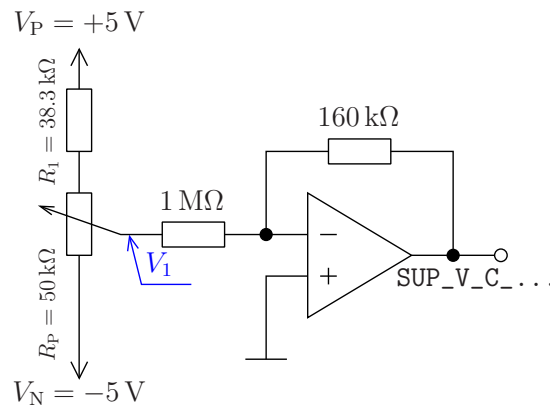 V_P = +5 V
R_1 = 38.3 kΩ
160 kΩ
1 MΩ
−
V_1
+
SUP_V_C_...
R_P = 50 kΩ
V_N = −5 V